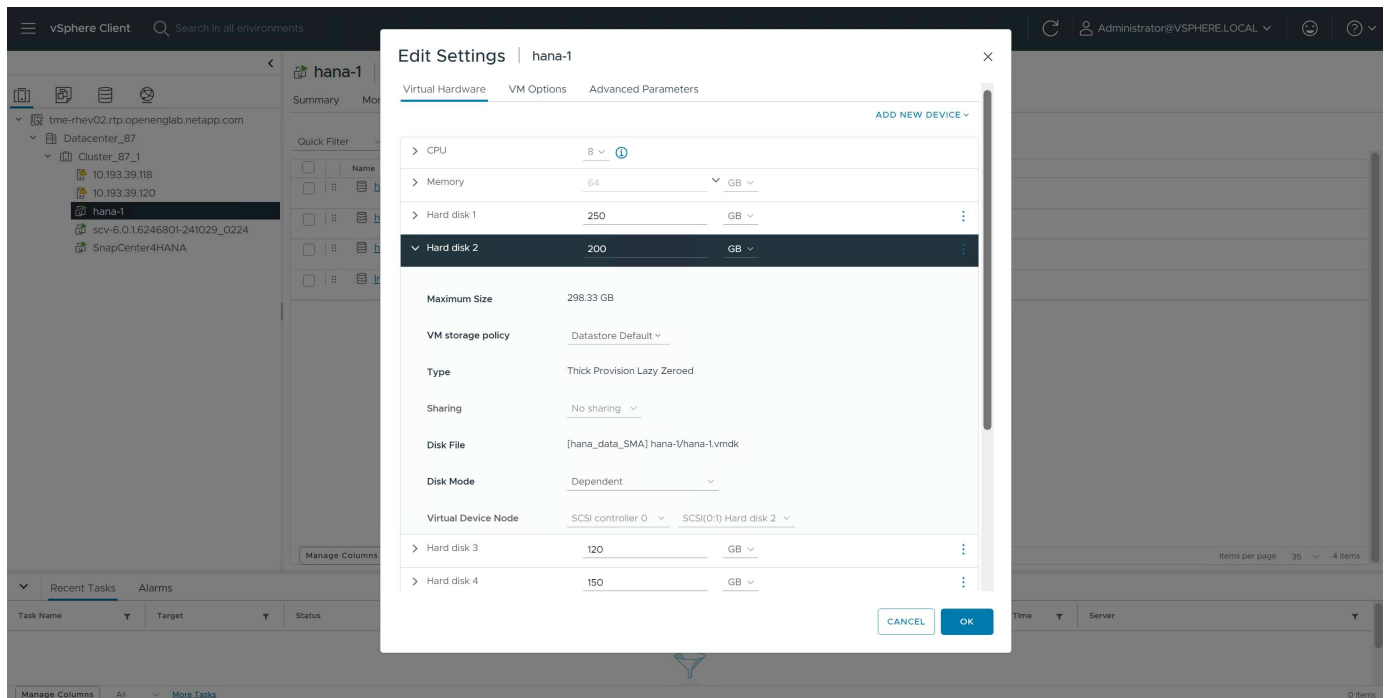 vSphere Client Search in all environments Administrator@VSPHERE.LOCAL
tme-rhev02.rtp.openenglab.netapp.com
Datacenter_87
Cluster_87_1
10.193.39.118
10.193.39.120
hana-1
scv-6.0.1.6246801-241029_0224
SnapCenter4HANA
hana-1
Summary
Quick Filter
Name
Manage Columns
Items per page 35 4 items
Edit Settings | hana-1
Virtual Hardware VM Options Advanced Parameters
ADD NEW DEVICE
CPU 8
Memory 64 GB
Hard disk 1 250 GB
Hard disk 2 200 GB
Maximum Size 298.33 GB
VM storage policy Datastore Default
Type Thick Provision Lazy Zeroed
Sharing No sharing
Disk File [hana_data_SMA] hana-1/hana-1.vmdk
Disk Mode Dependent
Virtual Device Node SCSI controller 0 SCSI(0:1) Hard disk 2
Hard disk 3 120 GB
Hard disk 4 150 GB
CANCEL OK
Recent Tasks Alarms
Task Name Target Status Time Server
Manage Columns All More Tasks 0 items